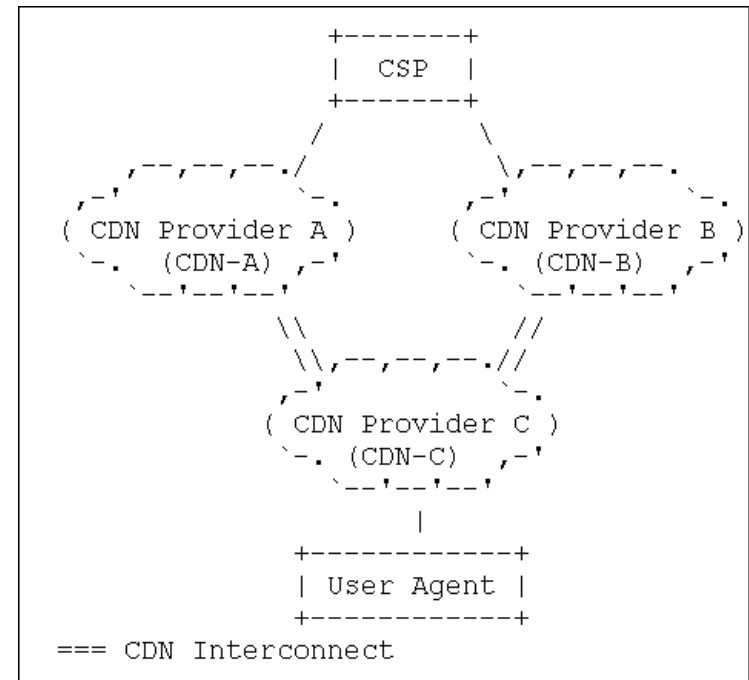 CSP
CDN Provider A
CDN Provider B
(CDN-A)
(CDN-B)
CDN Provider C
(CDN-C)
User Agent
=== CDN Interconnect